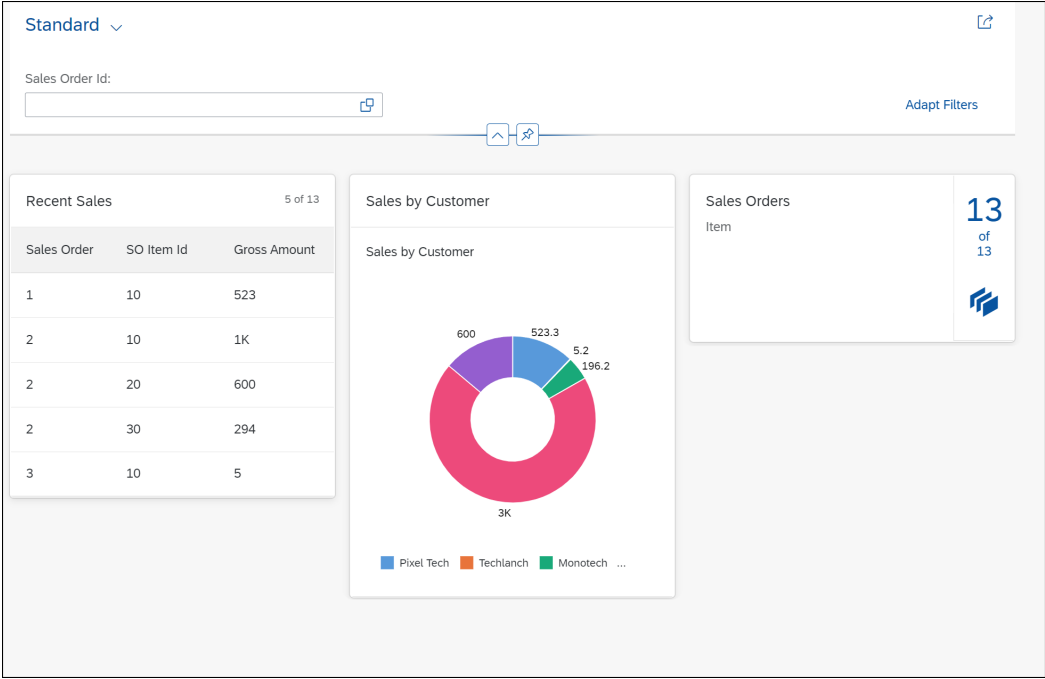 Standard
Sales Order Id:
Adapt Filters
Recent Sales 5 of 13
Sales Order SO Item Id Gross Amount
1 10 523
2 10 1K
2 20 600
2 30 294
3 10 5
Sales by Customer
Sales by Customer
600
523.3
5.2
196.2
3K
Pixel Tech Techlanch Monotech ...
Sales Orders
Item
13
of
13